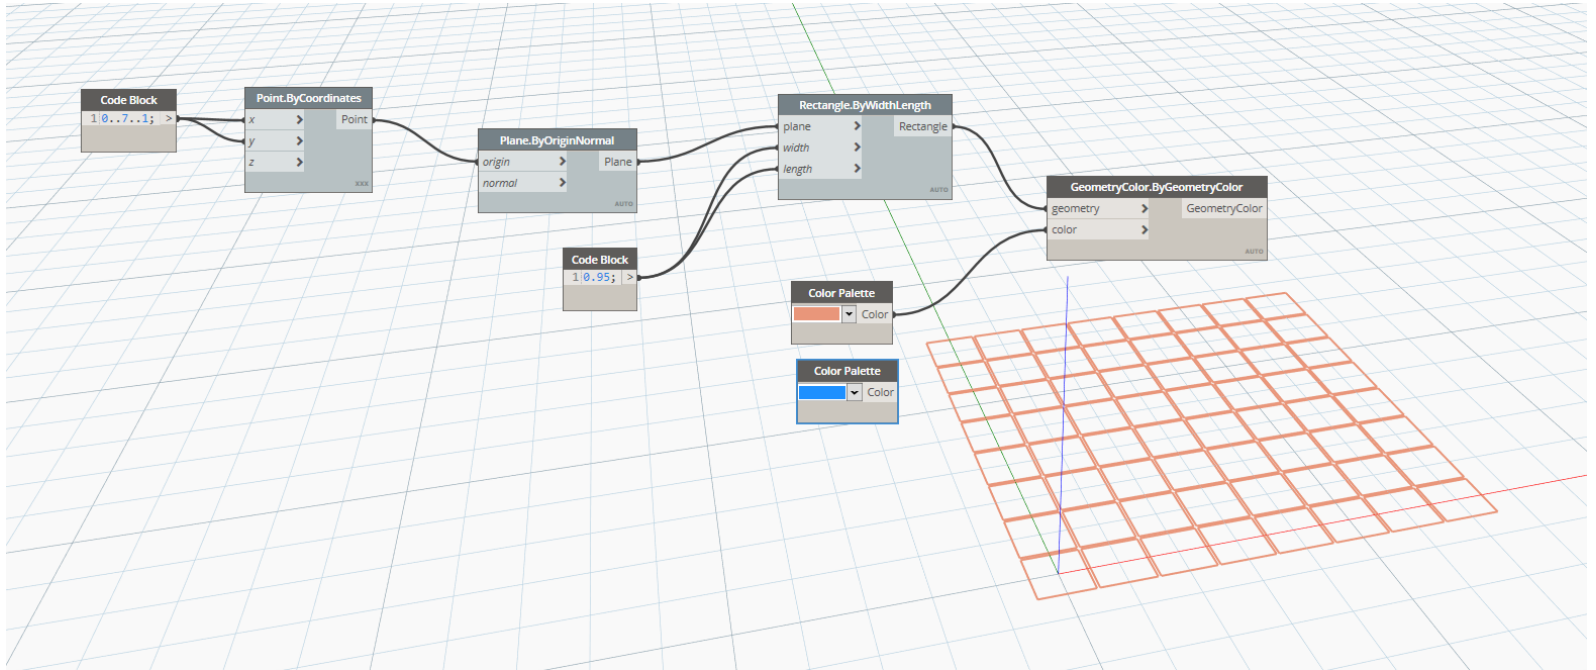 Code Block
1 0..7..1; >
Point.ByCoordinates
x > Point
y >
z >
XXX
Plane.ByOriginNormal
origin > Plane
normal >
AUTO
Code Block
1 0.95; >
Rectangle.ByWidthLength
plane > Rectangle
width >
length >
AUTO
Color Palette
Color
Color Palette
Color
GeometryColor.ByGeometryColor
geometry > GeometryColor
color >
AUTO